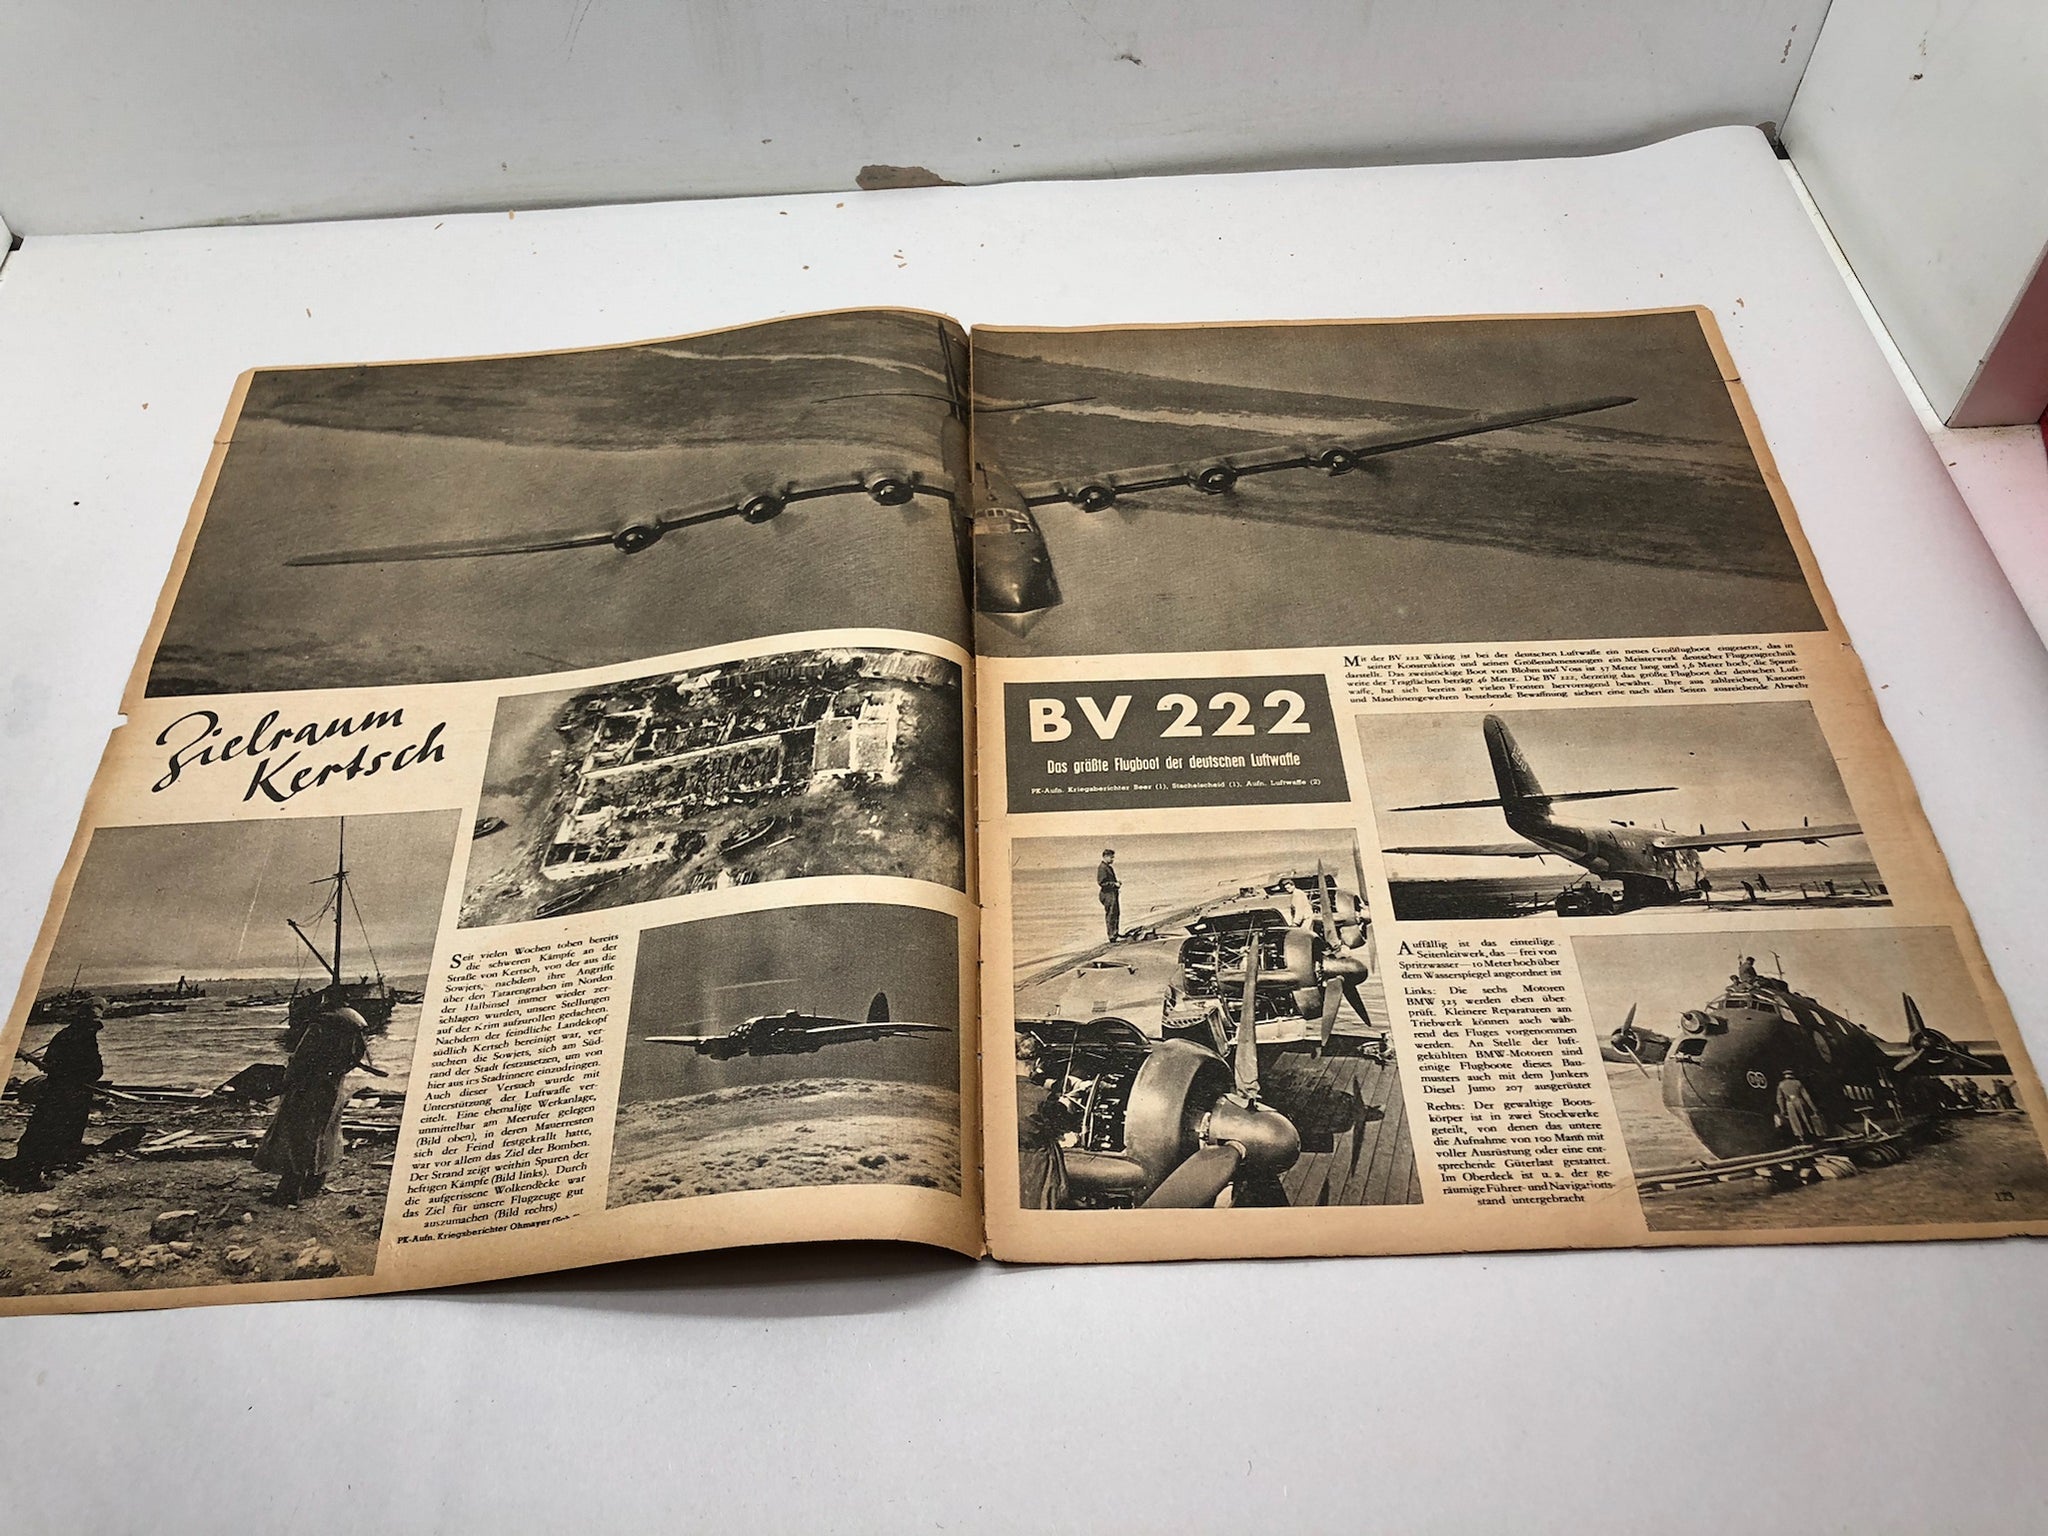 Zielraum
Kertsch
Seit vielen Wochen toben bereits
die schweren Kämpfe an der
Straße von Kertsch, von der aus die
Sowjets, nachdem ihre Angriffe
über den Tatarengraben im Norden
der Halbinsel immer wieder zer-
schlagen wurden, unsere Stellungen
auf der Krim aufzurollen gedachten.
Nachdem der feindliche Landekopf
südlich Kertsch bereinigt war, ver-
suchten die Sowjets, sich am Süd-
rand der Stadt festzusetzen, um von
hier aus ins Stadtinnere einzudringen.
Auch dieser Versuch wurde mit
Unterstützung der Luftwaffe ver-
eitelt. Eine ehemalige Werkanlage,
unmittelbar am Meerufer gelegen
(Bild oben), in deren Mauerresten
sich der Feind festgekrallt hatte,
war vor allem das Ziel der Bomben.
Der Strand zeigt weithin Spuren der
heftigen Kämpfe (Bild links). Durch
die aufgerissene Wolkendecke war
das Ziel für unsere Flugzeuge gut
auszumachen (Bild rechts)
PK-Aufn. Kriegsberichter Ohmayer
22
BV 222
Das größte Flugboot der deutschen Luftwaffe
PK-Aufn. Kriegsberichter Beer (1), Stachelscheid (1), Aufn. Luftwaffe (2)
Mit der BV 222 Wiking ist bei der deutschen Luftwaffe ein neues Großflugboot eingesetzt, das in
seiner Konstruktion und seinen Größenabmessungen ein Meisterwerk deutscher Flugzeugtechnik
darstellt. Das zweistöckige Boot von Blohm und Voss ist 37 Meter lang und 5,6 Meter hoch, die Spann-
weite der Tragflächen beträgt 46 Meter. Die BV 222, derzeitig das größte Flugboot der deutschen Luft-
waffe, hat sich bereits an vielen Fronten hervorragend bewährt. Ihre aus zahlreichen Kanonen
und Maschinengewehren bestehende Bewaffnung sichert eine nach allen Seiten ausreichende Abwehr
Auffällig ist das einteilige
Seitenleitwerk, das — frei von
Spritzwasser — 10 Meter hoch über
dem Wasserspiegel angeordnet ist
Links: Die sechs Motoren
BMW 323 werden eben über-
prüft. Kleinere Reparaturen am
Triebwerk können auch wäh-
rend des Fluges vorgenommen
werden. An Stelle der luft-
gekühlten BMW-Motoren sind
einige Flugboote dieses Bau-
musters auch mit dem Junkers
Diesel Jumo 207 ausgerüstet
Rechts: Der gewaltige Boots-
körper ist in zwei Stockwerke
geteilt, von denen das untere
die Aufnahme von 100 Mann mit
voller Ausrüstung oder eine ent-
sprechende Güterlast gestattet.
Im Oberdeck ist u. a. der ge-
räumige Führer- und Navigations-
stand untergebracht
123